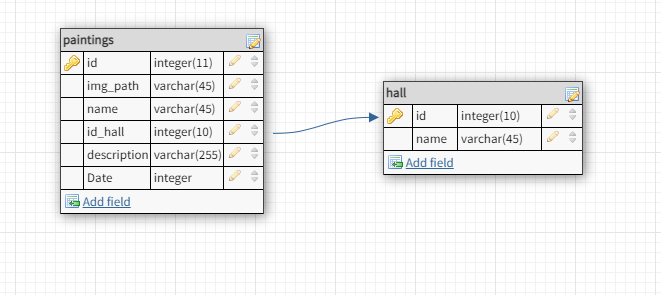 paintings
id integer(11)
img_path varchar(45)
name varchar(45)
id_hall integer(10)
description varchar(255)
Date integer
Add field
hall
id integer(10)
name varchar(45)
Add field